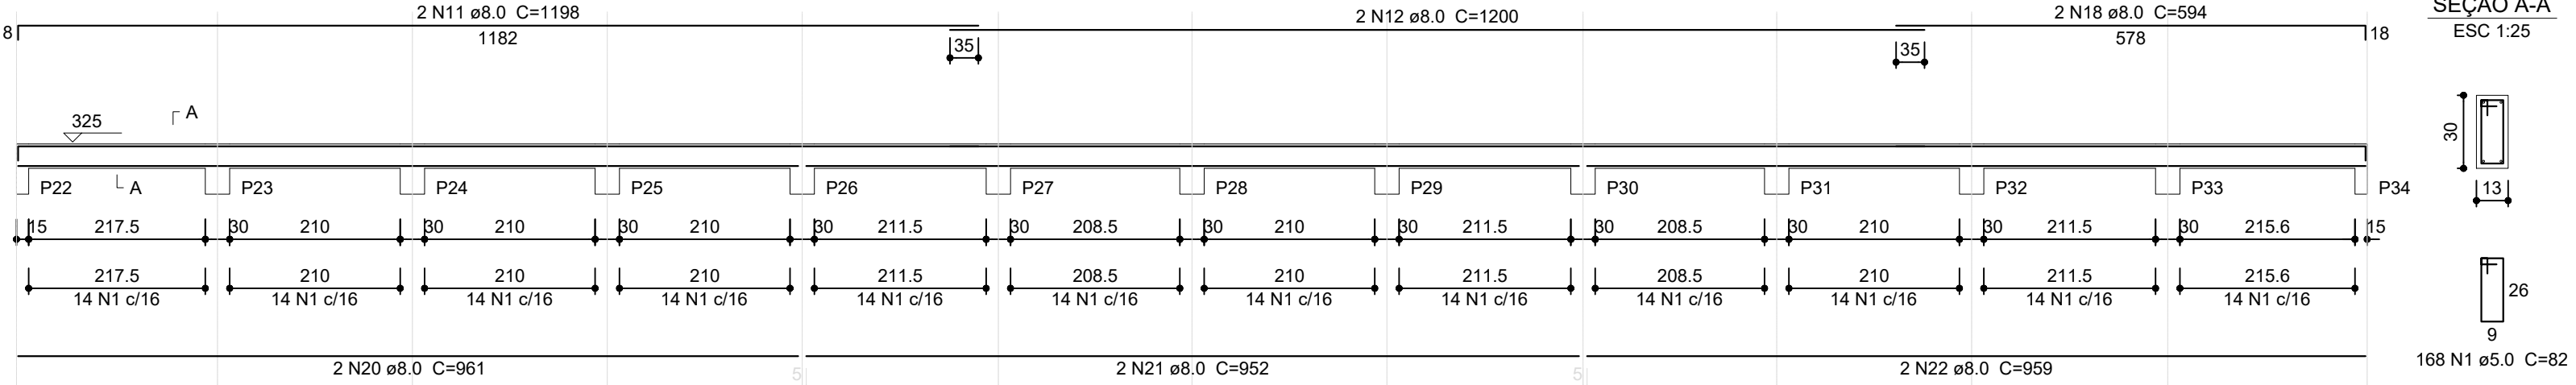 2 N11 ø8.0 C=1198
2 N12 ø8.0 C=1200
2 N18 ø8.0 C=594
SEÇÃO A-A
8
1182
35
35
578
18
ESC 1:25
A
325
30
P22
A
P23
P24
P25
P26
P27
P28
P29
P30
P31
P32
P33
P34
13
15 217.5 30 210 30 210 30 210 30 211.5 30 208.5 30 210 30 211.5 30 208.5 30 210 30 211.5 30 215.6 15
217.5 210 210 210 211.5 208.5 210 211.5 208.5 210 211.5 215.6
14 N1 c/16 14 N1 c/16 14 N1 c/16 14 N1 c/16 14 N1 c/16 14 N1 c/16 14 N1 c/16 14 N1 c/16 14 N1 c/16 14 N1 c/16 14 N1 c/16 14 N1 c/16
26
9
2 N20 ø8.0 C=961
5
2 N21 ø8.0 C=952
5
2 N22 ø8.0 C=959
168 N1 ø5.0 C=82